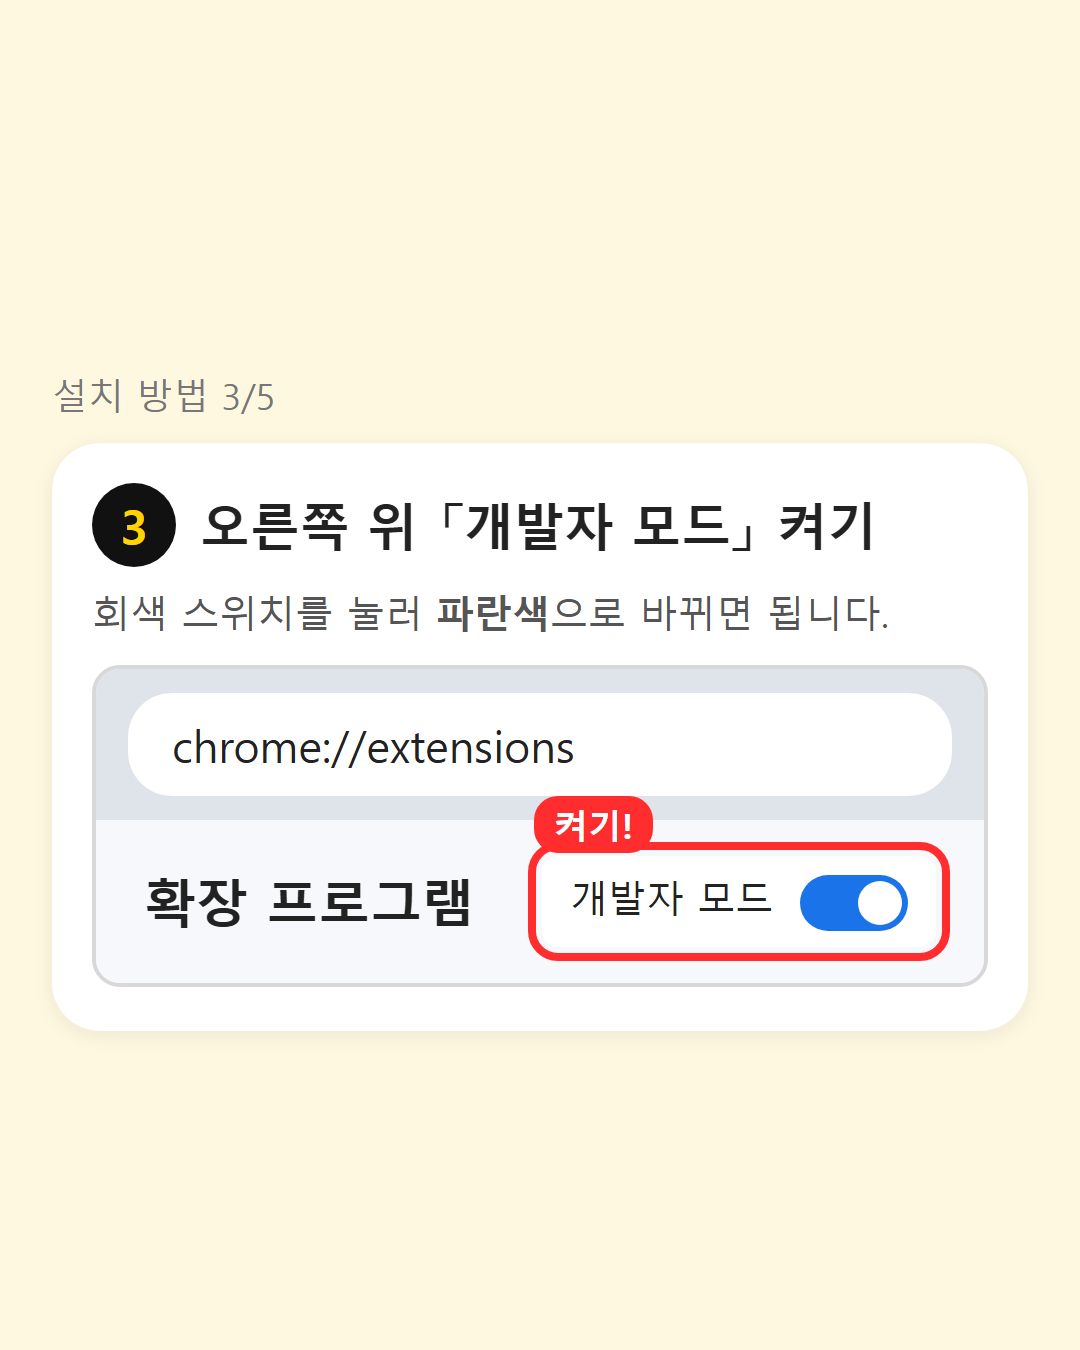 설치 방법 3/5
3 오른쪽 위 「개발자 모드」 켜기
회색 스위치를 눌러 파란색으로 바뀌면 됩니다.
chrome://extensions
켜기!
확장 프로그램 개발자 모드